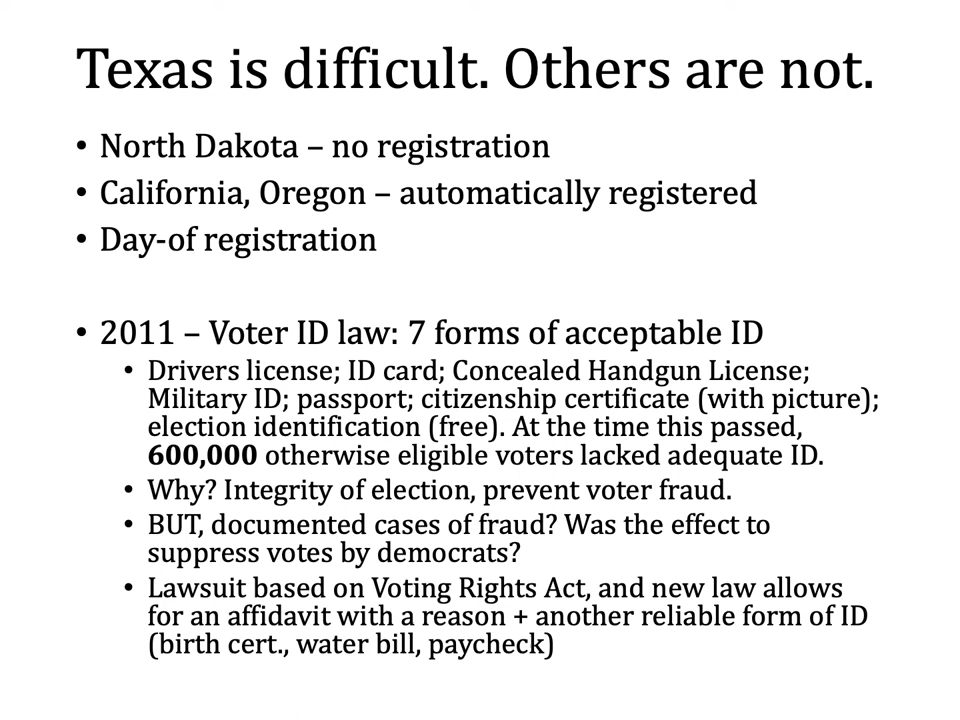 Texas is difficult. Others are not.
• North Dakota – no registration
• California, Oregon – automatically registered
• Day-of registration
• 2011 – Voter ID law: 7 forms of acceptable ID
• Drivers license; ID card; Concealed Handgun License;
Military ID; passport; citizenship certificate (with picture);
election identification (free). At the time this passed,
600,000 otherwise eligible voters lacked adequate ID.
• Why? Integrity of election, prevent voter fraud.
• BUT, documented cases of fraud? Was the effect to
suppress votes by democrats?
• Lawsuit based on Voting Rights Act, and new law allows
for an affidavit with a reason + another reliable form of ID
(birth cert., water bill, paycheck)